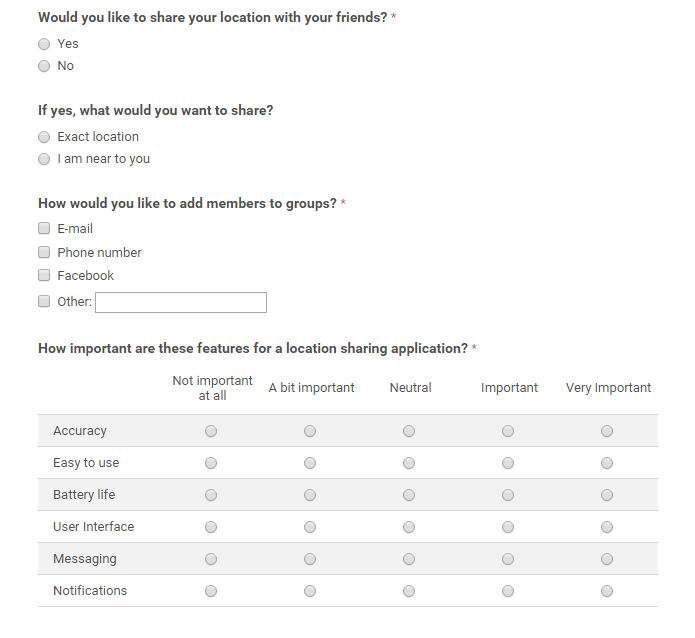 Would you like to share your location with your friends? *
Yes
No
If yes, what would you want to share?
Exact location
I am near to you
How would you like to add members to groups? *
E-mail
Phone number
Facebook
Other:
How important are these features for a location sharing application? *
Not important at all A bit important Neutral Important Very Important
Accuracy
Easy to use
Battery life
User Interface
Messaging
Notifications